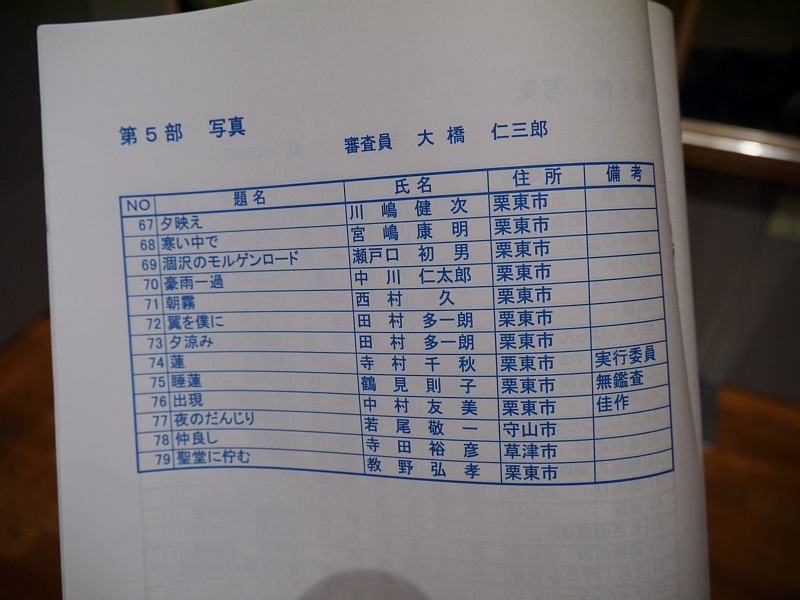 第5部 写真
審査員 大橋 仁三郎
NO 題名 氏名 住所 備考
67 夕映え 川嶋健次 栗東市
68 寒い中で 宮嶋康明 栗東市
69 涸沢のモルゲンロード 瀬戸口初男 栗東市
70 豪雨一過 中川仁太郎 栗東市
71 朝霧 西村久 栗東市
72 翼を僕に 田村多一朗 栗東市
73 夕涼み 田村多一朗 栗東市
74 蓮 寺村千秋 栗東市 実行委員
75 睡蓮 鶴見則子 栗東市 無鑑査
76 出現 中村友美 栗東市 佳作
77 夜のだんじり 若尾敬一 守山市
78 仲良し 寺田裕彦 草津市
79 聖堂に佇む 教野弘孝 栗東市